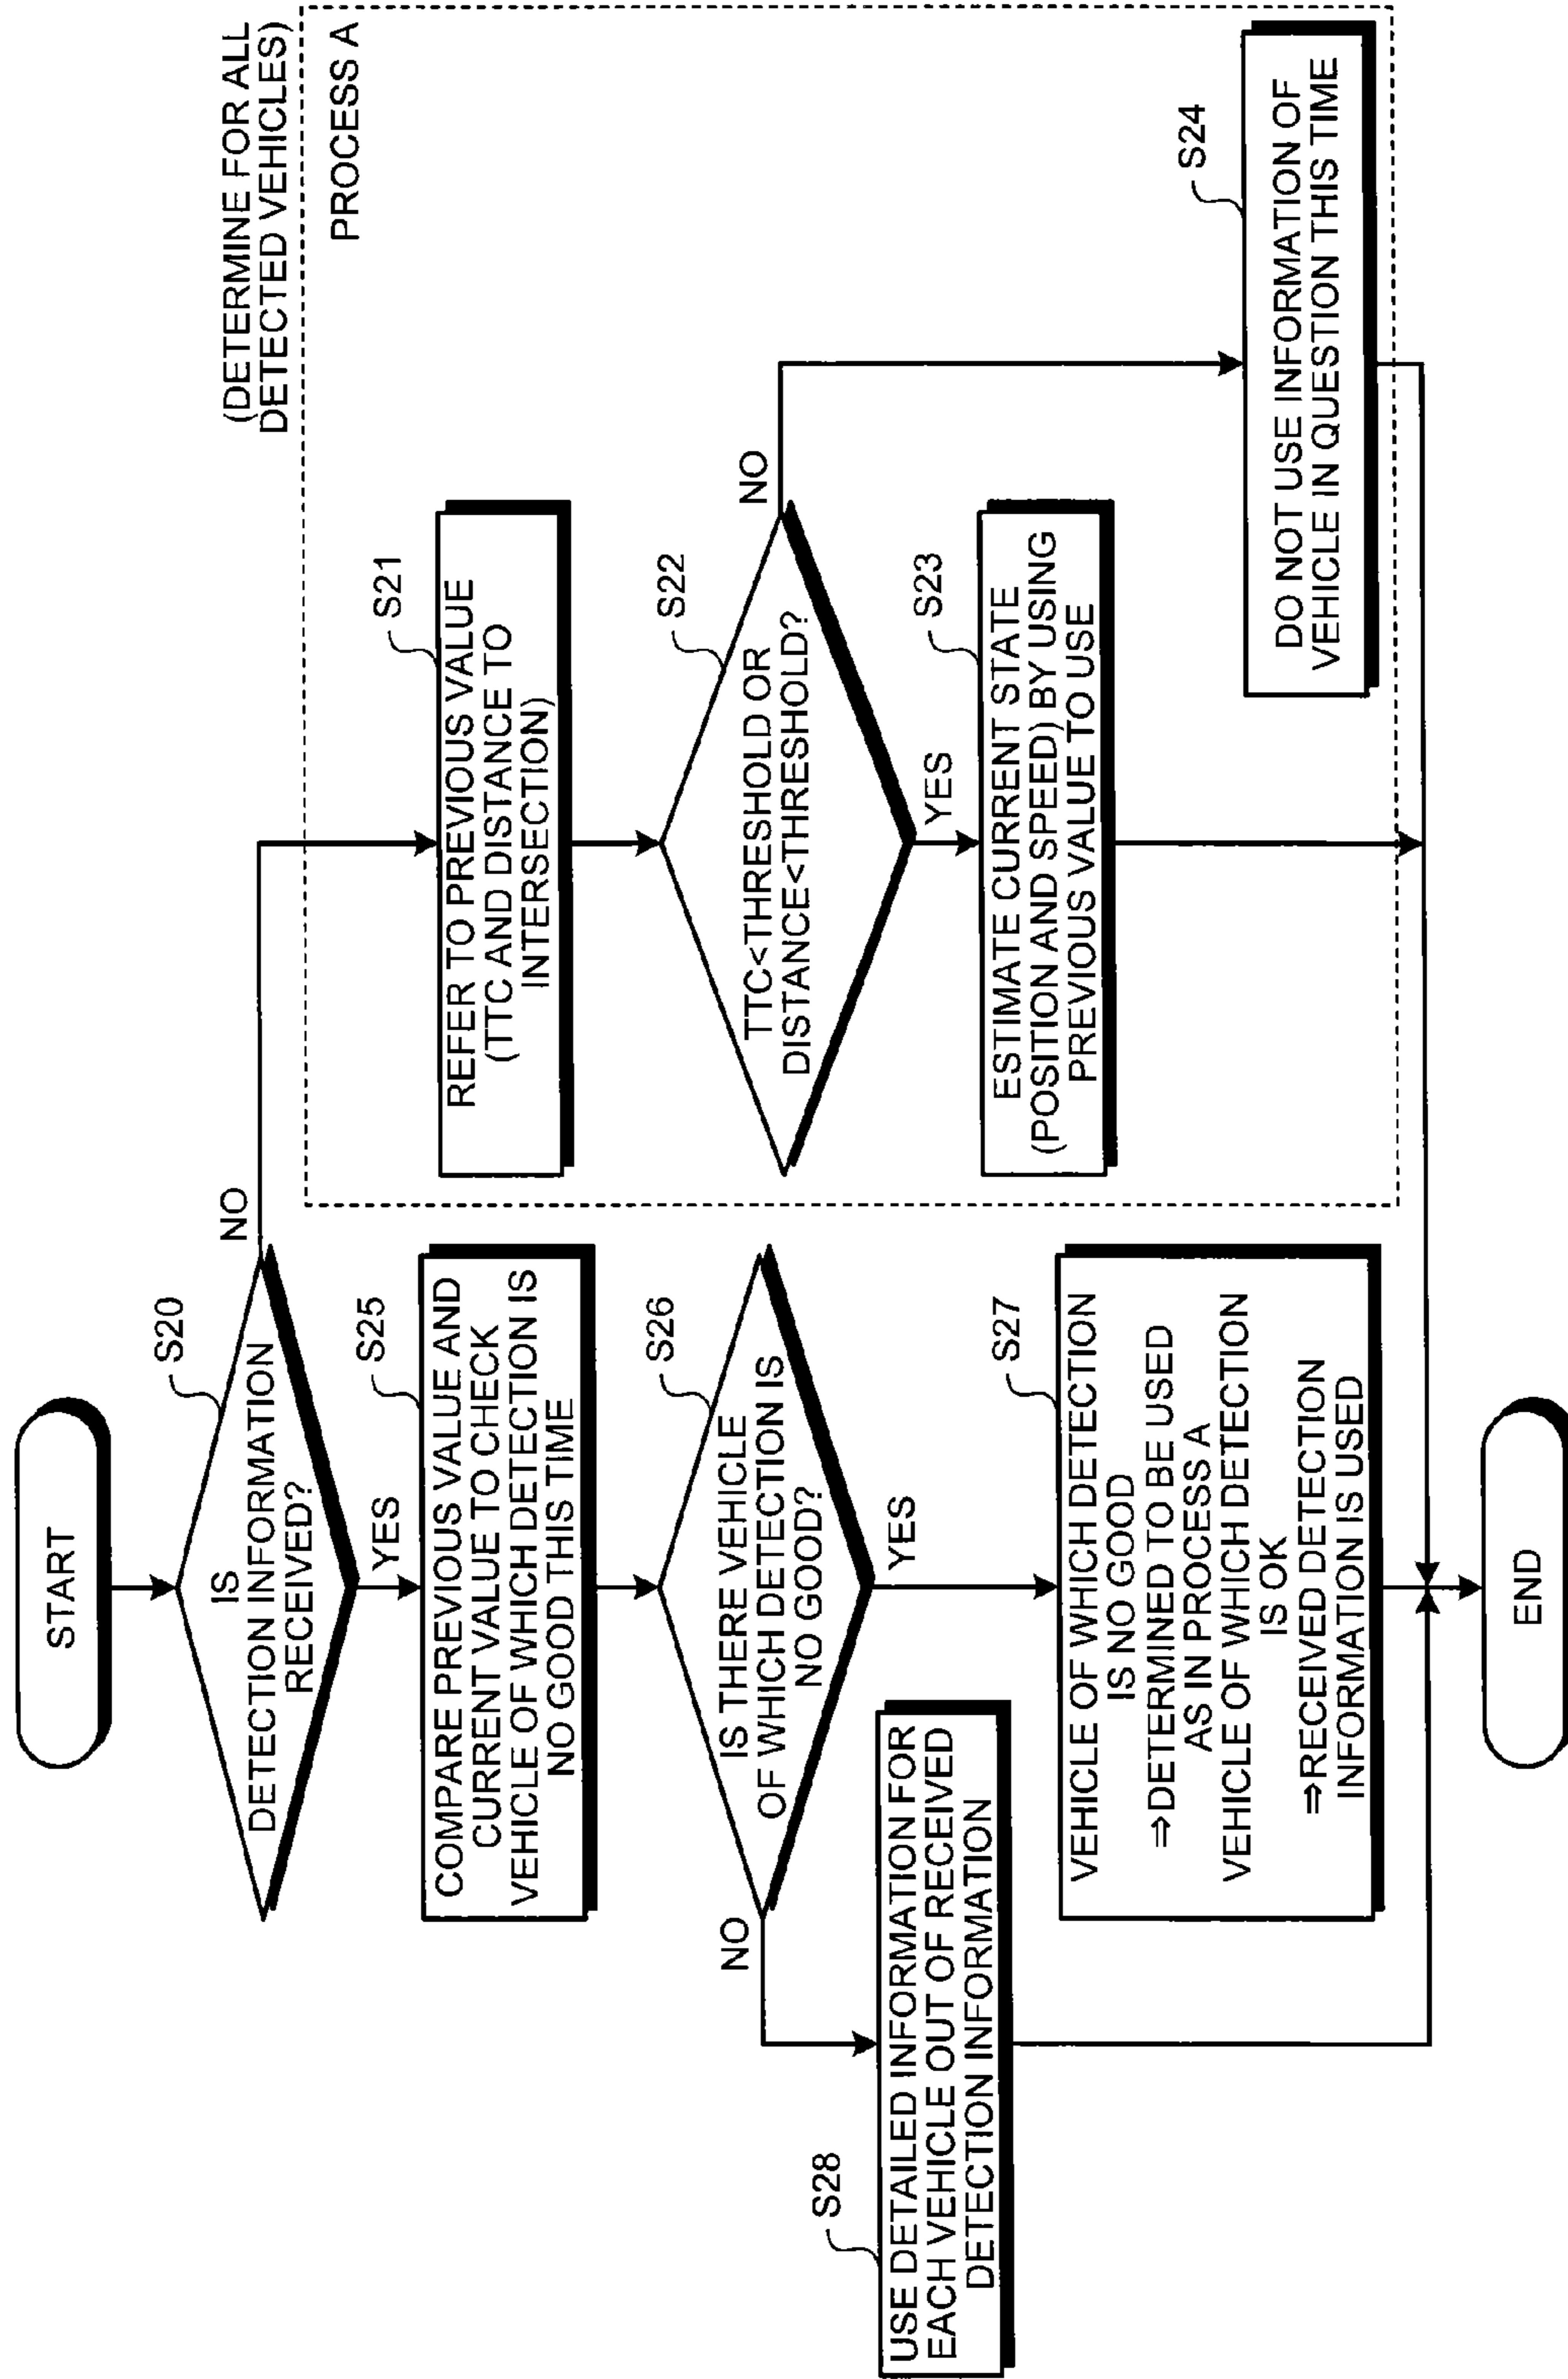 START
S20
IS
DETECTION INFORMATION
RECEIVED?
NO
YES
(DETERMINE FOR ALL
DETECTED VEHICLES)
PROCESS A
S21
REFER TO PREVIOUS VALUE
(TTC AND DISTANCE TO
INTERSECTION)
S22
TTC<THRESHOLD OR
DISTANCE<THRESHOLD?
NO
YES
S23
ESTIMATE CURRENT STATE
(POSITION AND SPEED) BY USING
PREVIOUS VALUE TO USE
S24
DO NOT USE INFORMATION OF
VEHICLE IN QUESTION THIS TIME
S25
COMPARE PREVIOUS VALUE AND
CURRENT VALUE TO CHECK
VEHICLE OF WHICH DETECTION IS
NO GOOD THIS TIME
S26
IS THERE VEHICLE
OF WHICH DETECTION IS
NO GOOD?
NO
YES
S28
USE DETAILED INFORMATION FOR
EACH VEHICLE OUT OF RECEIVED
DETECTION INFORMATION
S27
VEHICLE OF WHICH DETECTION
IS NO GOOD
⇒DETERMINED TO BE USED
AS IN PROCESS A
VEHICLE OF WHICH DETECTION
IS OK
⇒RECEIVED DETECTION
INFORMATION IS USED
END